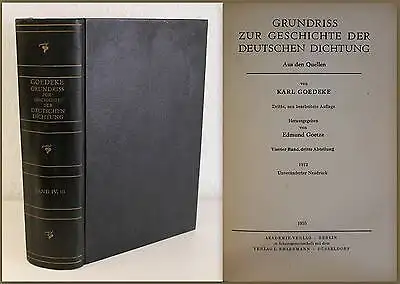 GOEDEKE
GRUNDRISS
ZUR
GESCHICHTE
DER
DEUTSCHEN
DICHTUNG
BAND IV, III
GRUNDRISS
ZUR GESCHICHTE DER
DEUTSCHEN DICHTUNG
Aus den Quellen
von
KARL GOEDEKE
Dritte, neu bearbeitete Auflage
Herausgegeben
von
Edmund Goetze
Vierter Band, dritte Abteilung
1912
Unveränderter Neudruck
1955
AKADEMIE-VERLAG - BERLIN
in Arbeitsgemeinschaft mit dem
VERLAG L. EHLERMANN - DÜSSELDORF